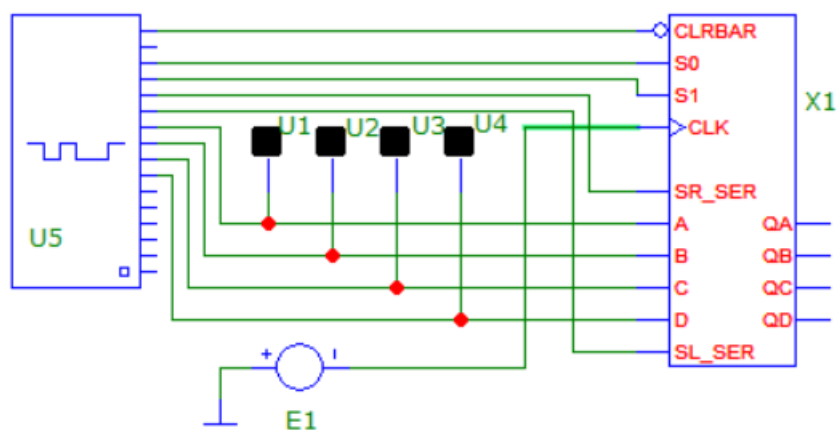 CLRBAR
S0
S1
X1
U1 U2 U3 U4
CLK
SR_SER
U5
A QA
B QB
C QC
D QD
SL_SER
+ -
E1